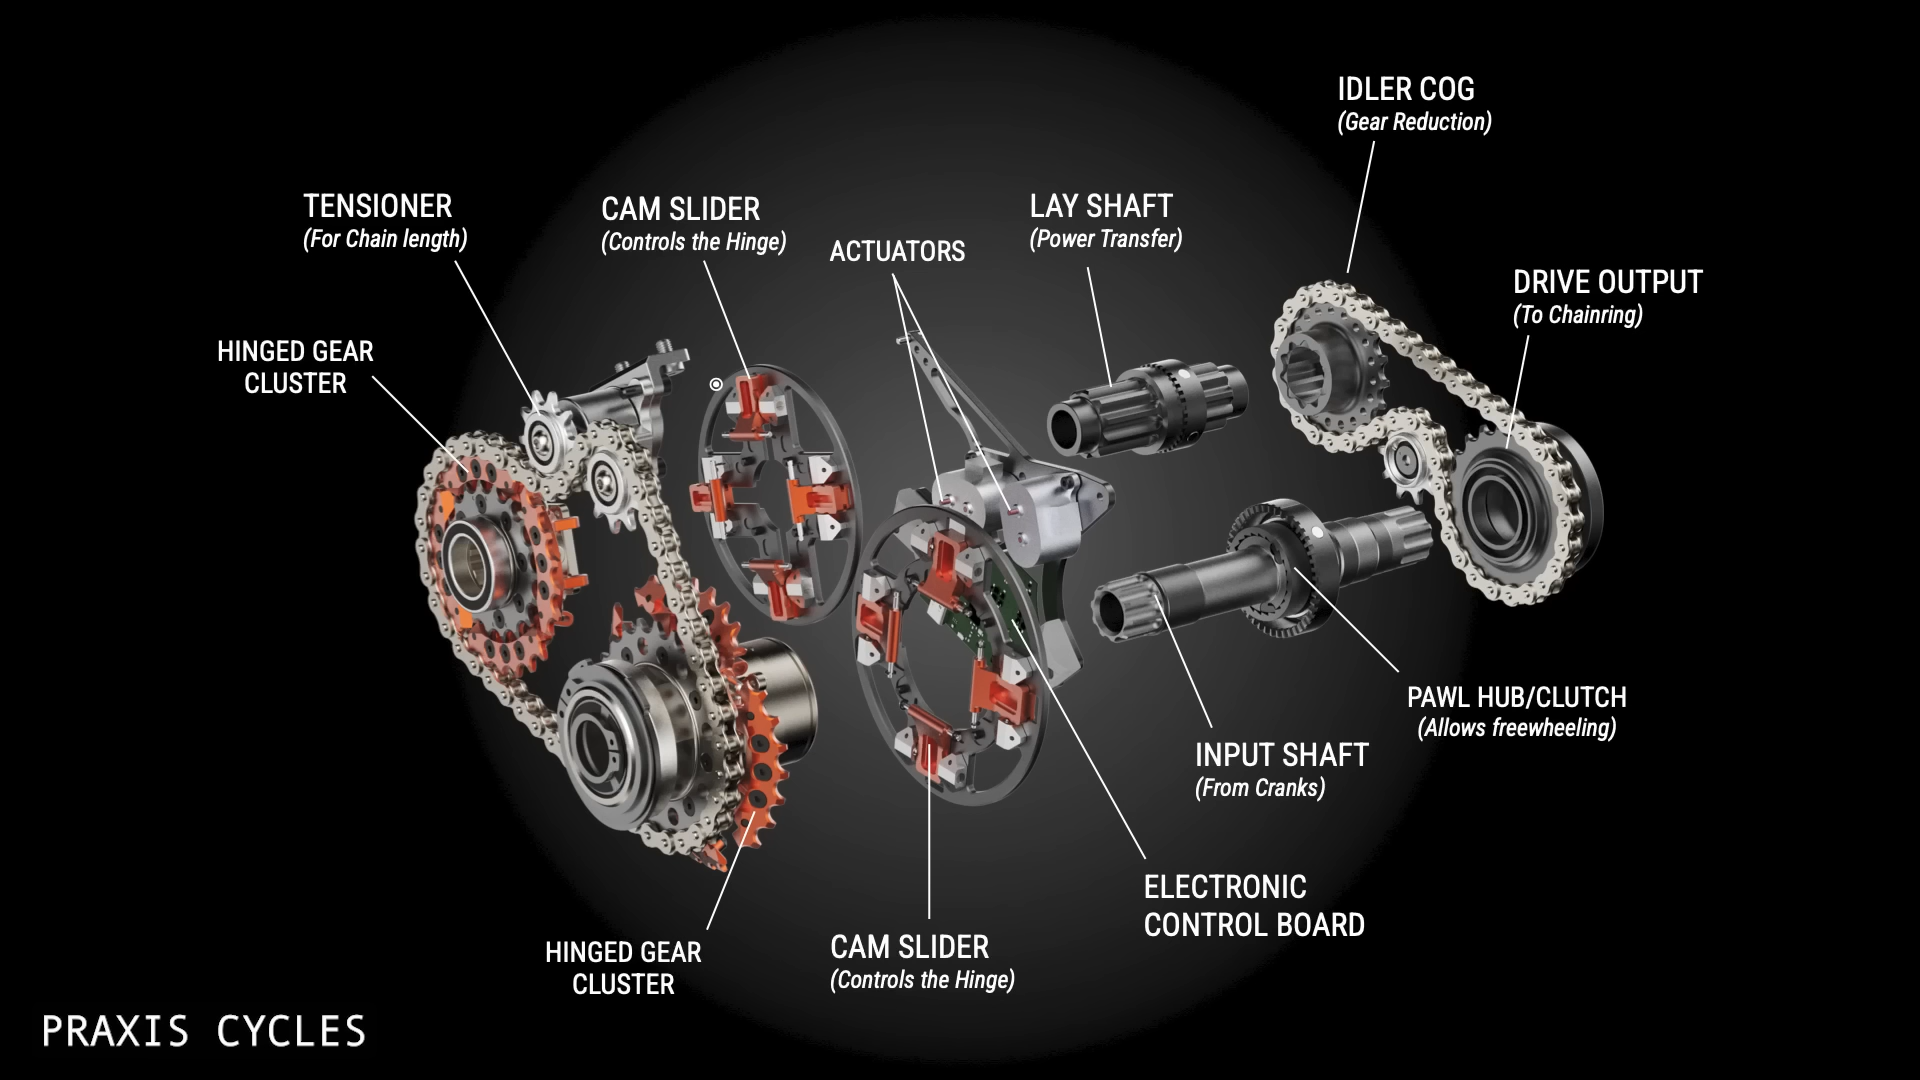 IDLER COG
(Gear Reduction)
TENSIONER
(For Chain length)
CAM SLIDER
(Controls the Hinge)
ACTUATORS
LAY SHAFT
(Power Transfer)
DRIVE OUTPUT
(To Chainring)
HINGED GEAR
CLUSTER
PAWL HUB/CLUTCH
(Allows freewheeling)
INPUT SHAFT
(From Cranks)
ELECTRONIC
CONTROL BOARD
HINGED GEAR
CLUSTER
CAM SLIDER
(Controls the Hinge)
PRAXIS CYCLES